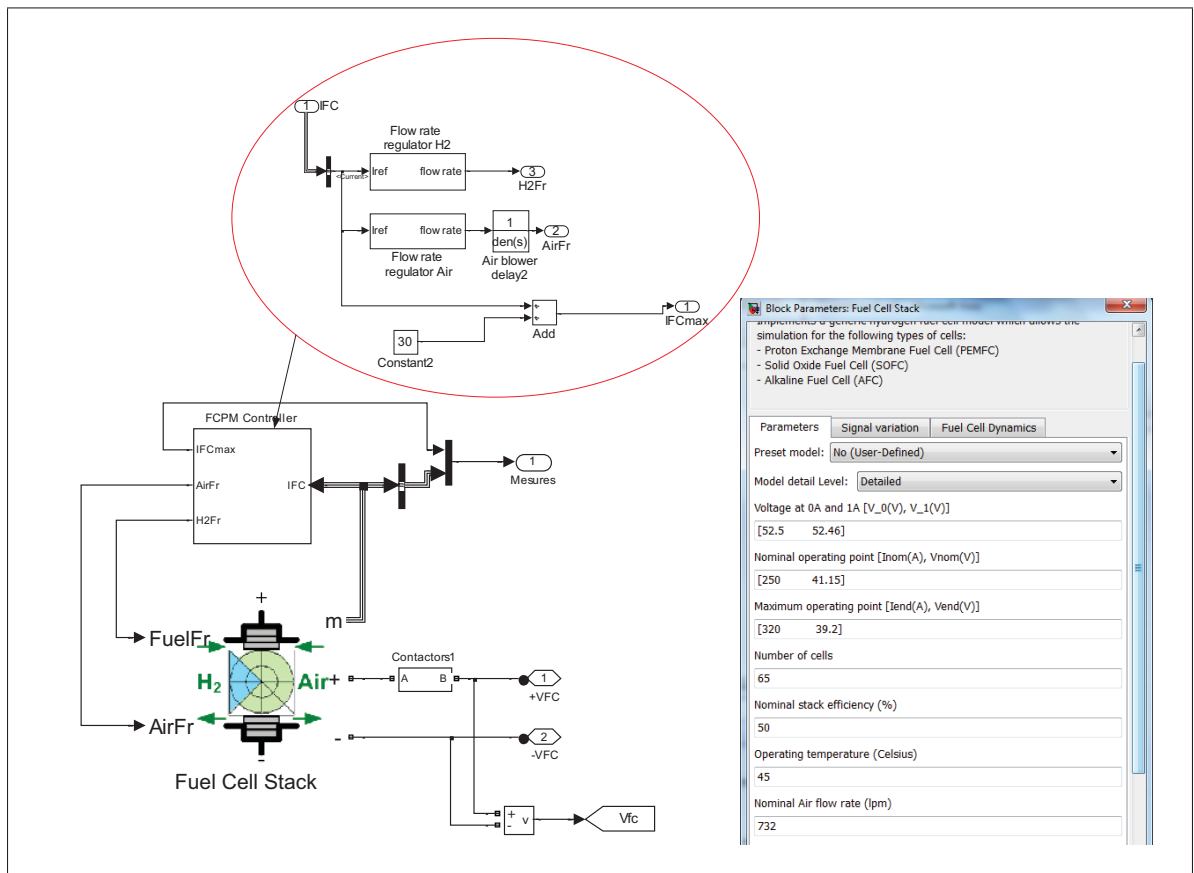 1
IFC
Flow rate
regulator H2
<Current>
Iref
flow rate
3
H2Fr
Iref
flow rate
Flow rate
regulator Air
1
den(s)
Air blower
delay2
2
AirFr
Add
1
IFCmax
30
Constant2
FCPM Controller
IFCmax
AirFr
H2Fr
IFC
1
Mesures
m
+
FuelFr
H2
Air
+
AirFr
-
-
Fuel Cell Stack
Contactors1
A
B
1
+VFC
2
-VFC
+
-
v
Vfc
Block Parameters: Fuel Cell Stack
Implements a generic hydrogen fuel cell model which allows the
simulation for the following types of cells:
- Proton Exchange Membrane Fuel Cell (PEMFC)
- Solid Oxide Fuel Cell (SOFC)
- Alkaline Fuel Cell (AFC)
Parameters
Signal variation
Fuel Cell Dynamics
Preset model: No (User-Defined)
Model detail Level: Detailed
Voltage at 0A and 1A [V_0(V), V_1(V)]
[52.5 52.46]
Nominal operating point [Inom(A), Vnom(V)]
[250 41.15]
Maximum operating point [Iend(A), Vend(V)]
[320 39.2]
Number of cells
65
Nominal stack efficiency (%)
50
Operating temperature (Celsius)
45
Nominal Air flow rate (lpm)
732